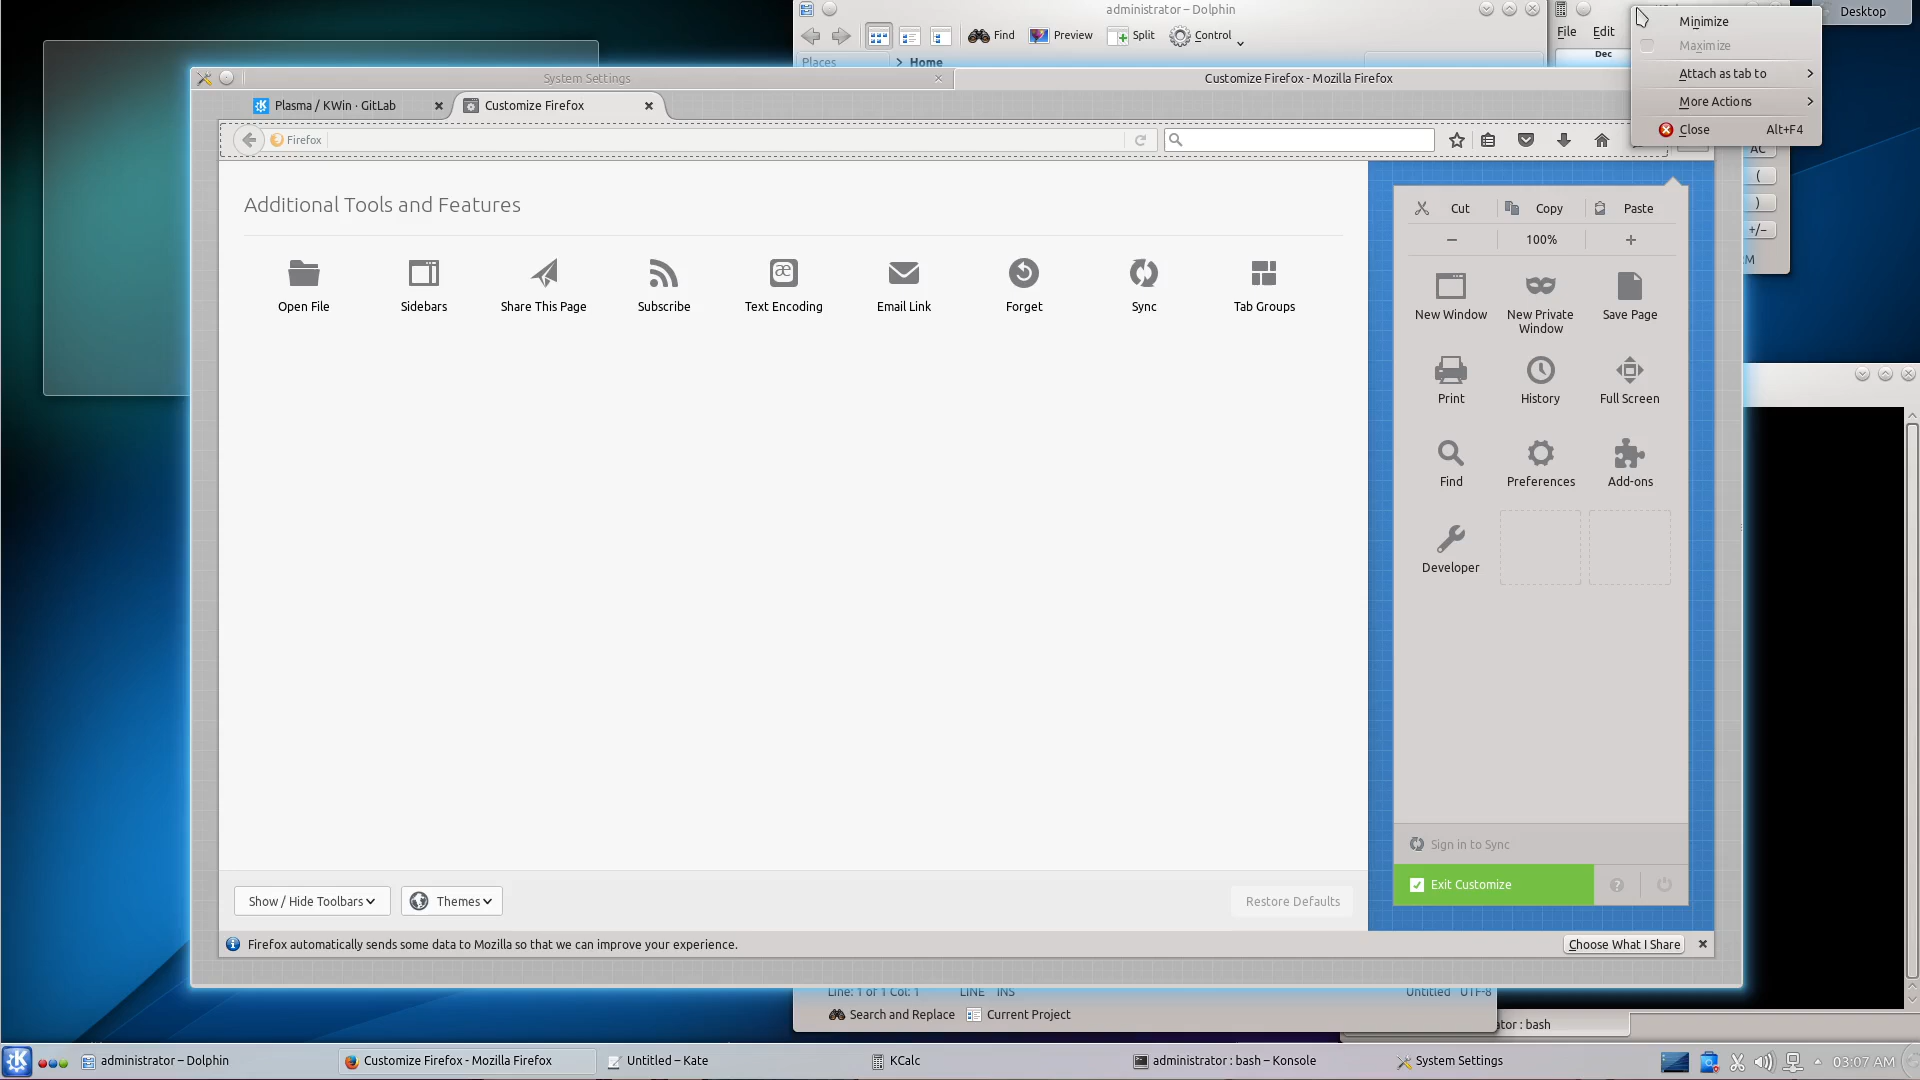 administrator – Dolphin
Desktop
Find
Preview
Split
Control
File
Edit
Places
> Home
Dec
Minimize
Maximize
Attach as tab to
More Actions
Close Alt+F4
System Settings
Customize Firefox - Mozilla Firefox
Plasma / KWin · GitLab
Customize Firefox
Firefox
AC
(
)
+/−
Additional Tools and Features
Open File
Sidebars
Share This Page
Subscribe
Text Encoding
Email Link
Forget
Sync
Tab Groups
Cut
Copy
Paste
− 100% +
New Window
New Private
Window
Save Page
Print
History
Full Screen
Find
Preferences
Add-ons
Developer
Sign in to Sync
Exit Customize
Show / Hide Toolbars
Themes
Restore Defaults
Firefox automatically sends some data to Mozilla so that we can improve your experience.
Choose What I Share
Line: 1 of 1 Col: 1 LINE INS
Untitled UTF-8
Search and Replace
Current Project
ator : bash
administrator – Dolphin
Customize Firefox - Mozilla Firefox
Untitled – Kate
KCalc
administrator : bash – Konsole
System Settings
03:07 AM